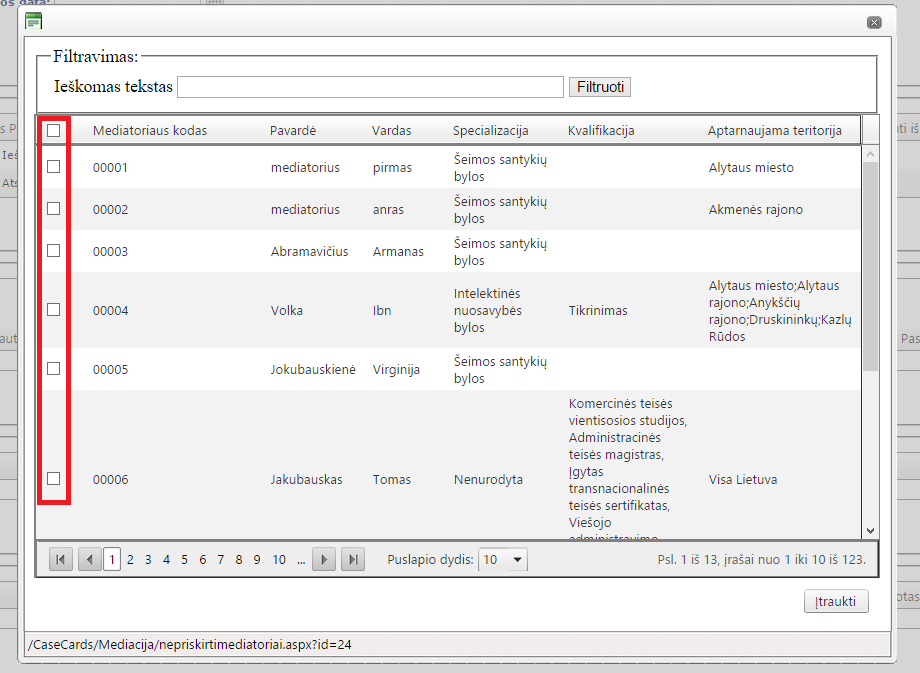 os data:
Filtravimas:
Ieškomas tekstas
Filtruoti
Mediatoriaus kodas Pavardė Vardas Specializacija Kvalifikacija Aptarnaujama teritorija
00001 mediatorius pirmas Šeimos santykių bylos Alytaus miesto
00002 mediatorius anras Šeimos santykių bylos Akmenės rajono
00003 Abramavičius Armanas Šeimos santykių bylos
00004 Volka Ibn Intelektinės nuosavybės bylos Tikrinimas Alytaus miesto;Alytaus rajono;Anykščių rajono;Druskininkų;Kazlų Rūdos
00005 Jokubauskienė Virginija Šeimos santykių bylos
00006 Jakubauskas Tomas Nenurodyta Komercinės teisės vientisosios studijos, Administracinės teisės magistras, Įgytas transnacionalinės teisės sertifikatas, Viešojo administravimo Visa Lietuva
1 2 3 4 5 6 7 8 9 10 ... Puslapio dydis: 10 Psl. 1 iš 13, įrašai nuo 1 iki 10 iš 123.
Įtraukti
/CaseCards/Mediacija/nepriskirtimediatoriai.aspx?id=24